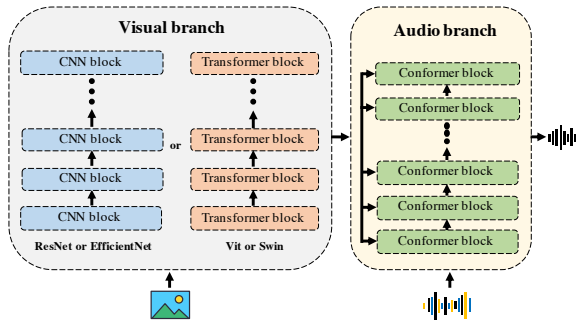 Visual branch
CNN block
CNN block
CNN block
CNN block
ResNet or EfficientNet
or
Transformer block
Transformer block
Transformer block
Transformer block
Vit or Swin
Audio branch
Conformer block
Conformer block
Conformer block
Conformer block
Conformer block